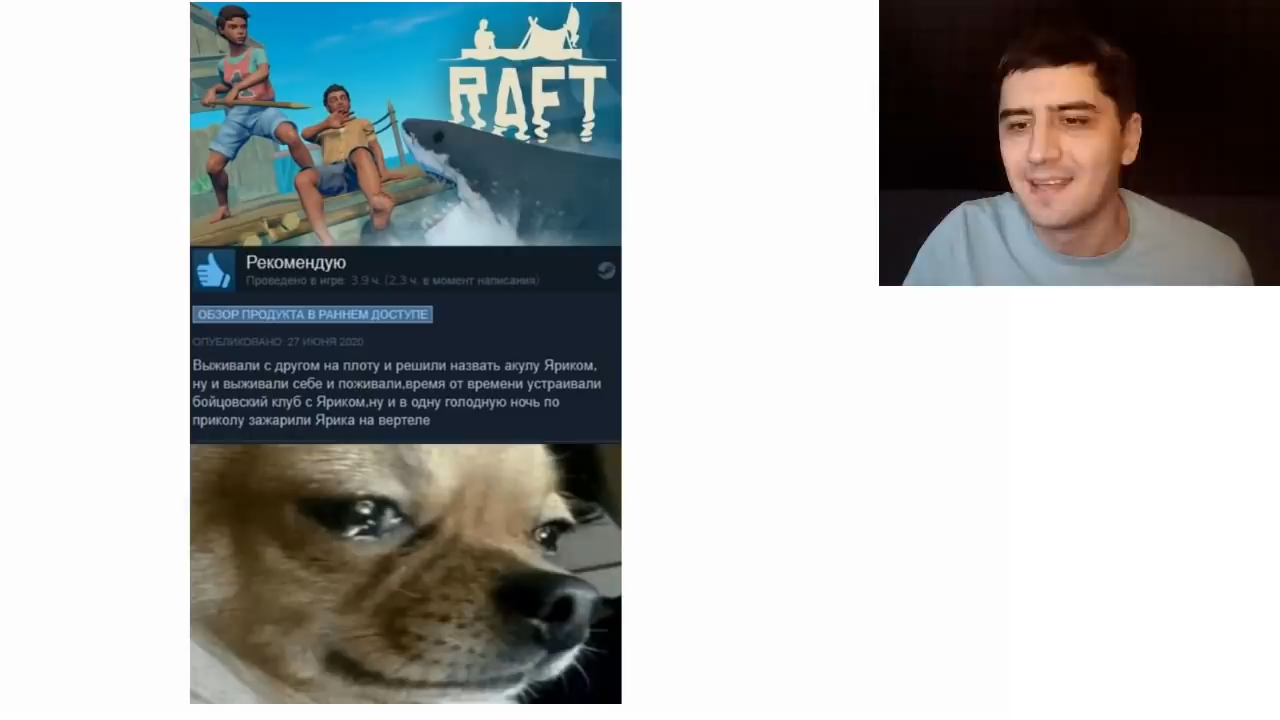 RAFT
Рекомендую
Проведено в игре: 3.9 ч. (2.3 ч. в момент написания)
ОБЗОР ПРОДУКТА В РАННЕМ ДОСТУПЕ
ОПУБЛИКОВАНО: 27 ИЮНЯ 2020
Выживали с другом на плоту и решили назвать акулу Яриком,
ну и выживали себе и поживали,время от времени устраивали
бойцовский клуб с Яриком,ну и в одну голодную ночь по
приколу зажарили Ярика на вертеле